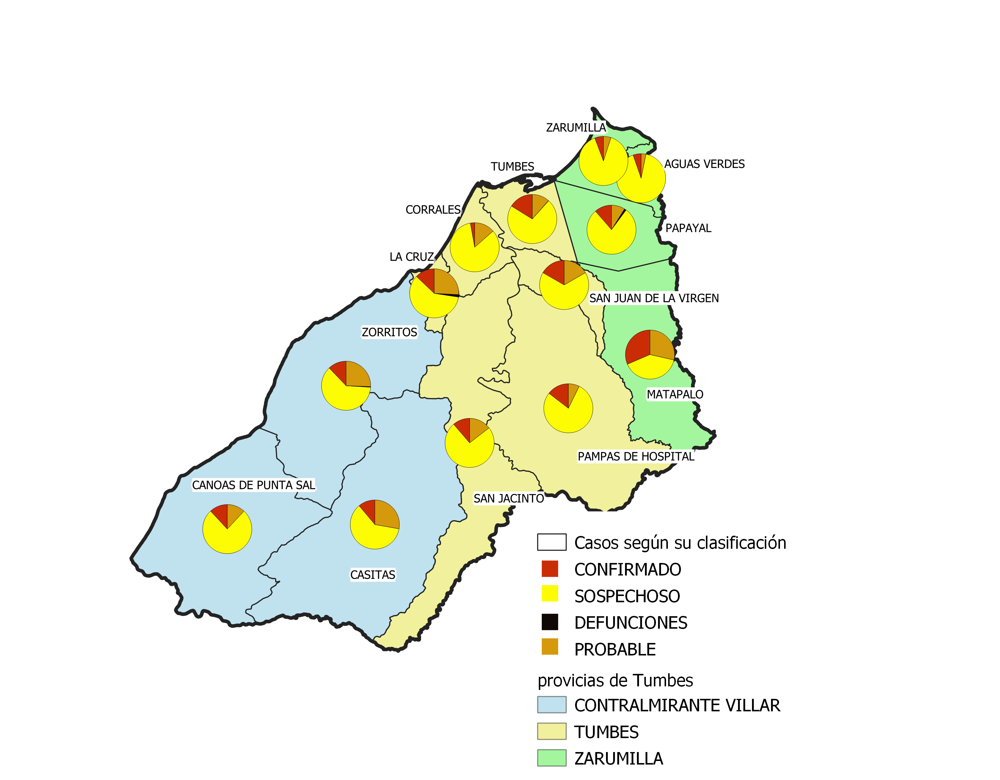 ZARUMILLA
AGUAS VERDES
TUMBES
CORRALES
PAPAYAL
LA CRUZ
SAN JUAN DE LA VIRGEN
ZORRITOS
MATAPALO
PAMPAS DE HOSPITAL
CANOAS DE PUNTA SAL
SAN JACINTO
CASITAS
Casos según su clasificación
CONFIRMADO
SOSPECHOSO
DEFUNCIONES
PROBABLE
provicias de Tumbes
CONTRALMIRANTE VILLAR
TUMBES
ZARUMILLA